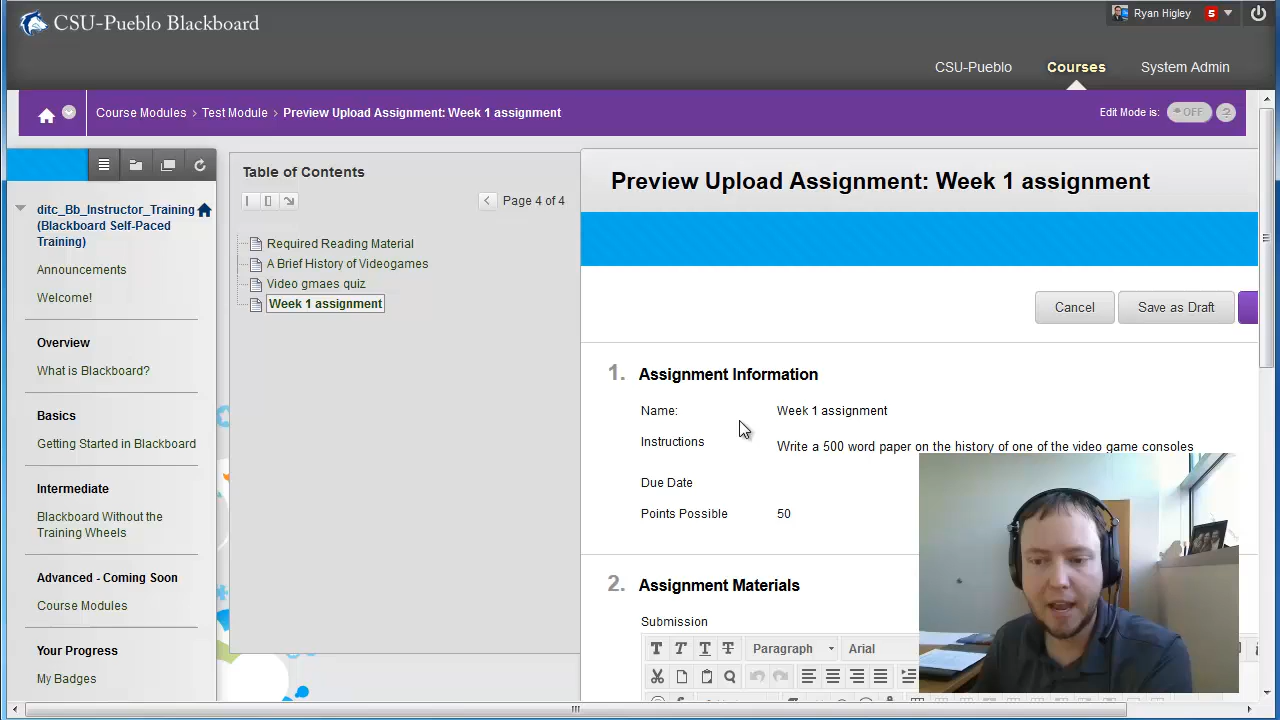 CSU-Pueblo Blackboard
Ryan Higley 5
CSU-Pueblo Courses System Admin
Course Modules > Test Module > Preview Upload Assignment: Week 1 assignment
Edit Mode is: OFF ?
ditc_Bb_Instructor_Training
(Blackboard Self-Paced
Training)
Announcements
Welcome!
Overview
What is Blackboard?
Basics
Getting Started in Blackboard
Intermediate
Blackboard Without the
Training Wheels
Advanced - Coming Soon
Course Modules
Your Progress
My Badges
Table of Contents
Page 4 of 4
Required Reading Material
A Brief History of Videogames
Video gmaes quiz
Week 1 assignment
Preview Upload Assignment: Week 1 assignment
Cancel Save as Draft
1. Assignment Information
Name: Week 1 assignment
Instructions Write a 500 word paper on the history of one of the video game consoles
Due Date
Points Possible 50
2. Assignment Materials
Submission
T T T T Paragraph Arial